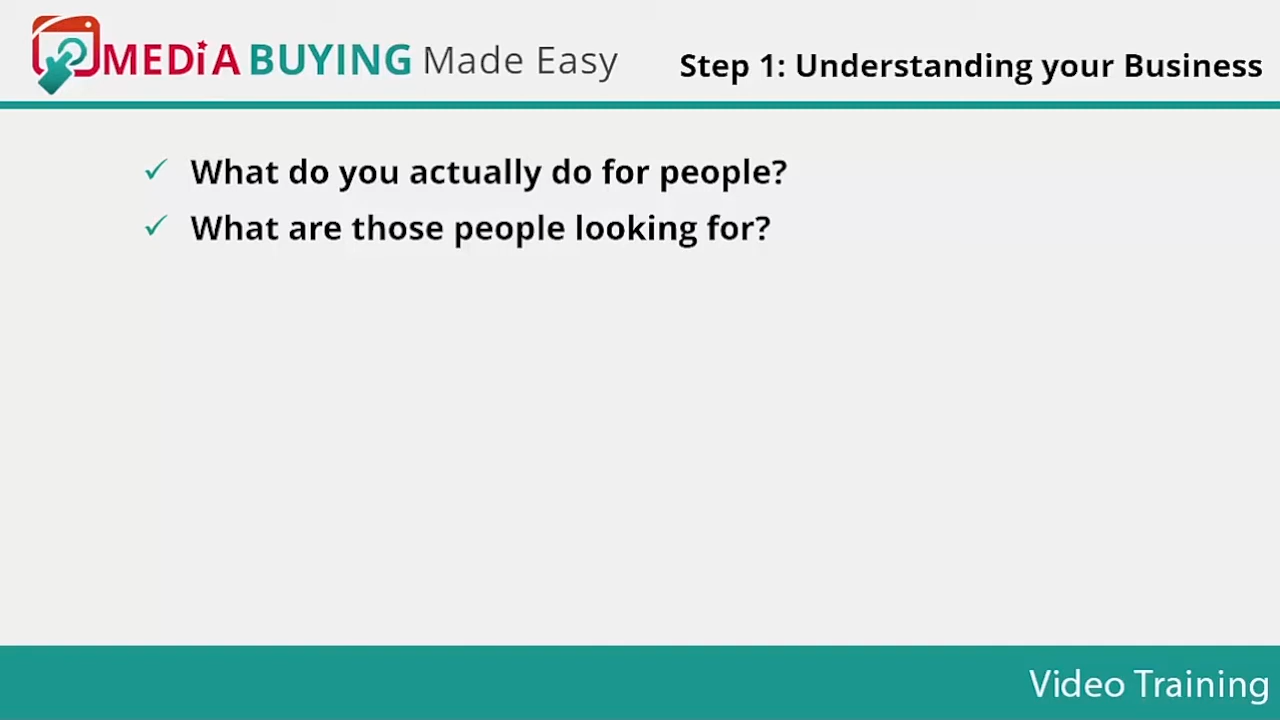 MEDiA BUYING Made Easy
Step 1: Understanding your Business
✓ What do you actually do for people?
✓ What are those people looking for?
Video Training